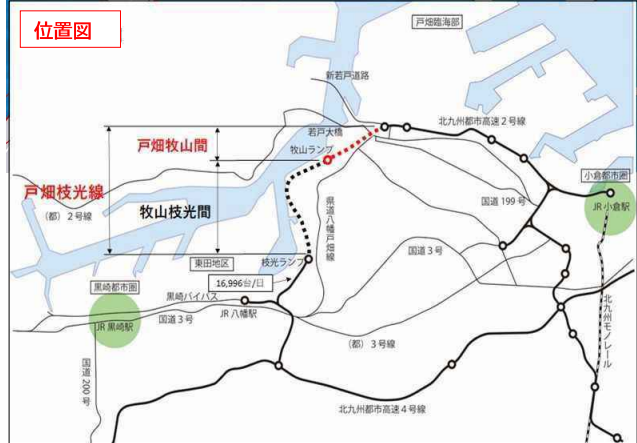 位置図
戸畑臨海部
新若戸道路
若戸大橋
北九州都市高速2号線
戸畑牧山間
牧山ランプ
小倉都市圏
戸畑枝光線
JR 小倉駅
(都)2号線
牧山枝光間
県道八幡戸畑線
国道199号
国道3号
東田地区
枝光ランプ
16,996台/日
黒崎都市圏
黒崎バイパス
JR 八幡駅
国道3号
JR 黒崎駅
(都)3号線
北九州モノレール
国道200号
北九州都市高速4号線